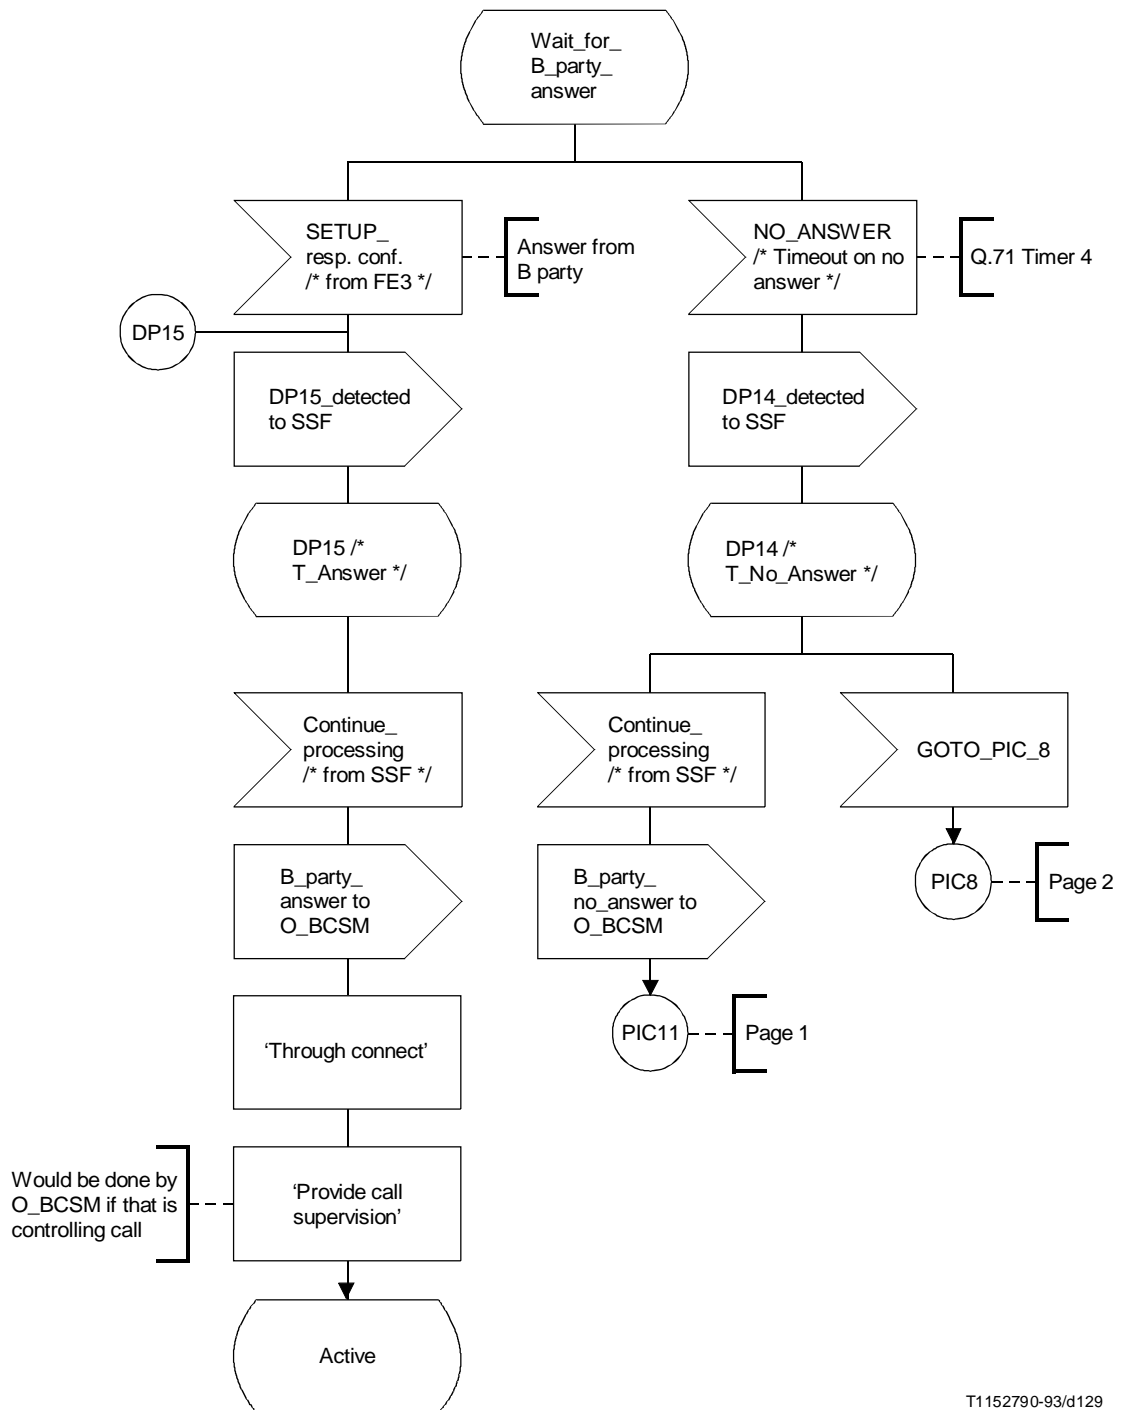 Wait_for_
B_party_
answer
SETUP_
resp. conf.
/* from FE3 */
Answer from
B party
NO_ANSWER
/* Timeout on no
answer */
Q.71 Timer 4
DP15
DP15_detected
to SSF
DP14_detected
to SSF
DP15 /*
T_Answer */
DP14 /*
T_No_Answer */
Continue_
processing
/* from SSF */
Continue_
processing
/* from SSF */
GOTO_PIC_8
B_party_
answer to
O_BCSM
B_party_
no_answer to
O_BCSM
PIC8
Page 2
‘Through connect’
PIC11
Page 1
Would be done by
O_BCSM if that is
controlling call
‘Provide call
supervision’
Active
T1152790-93/d129